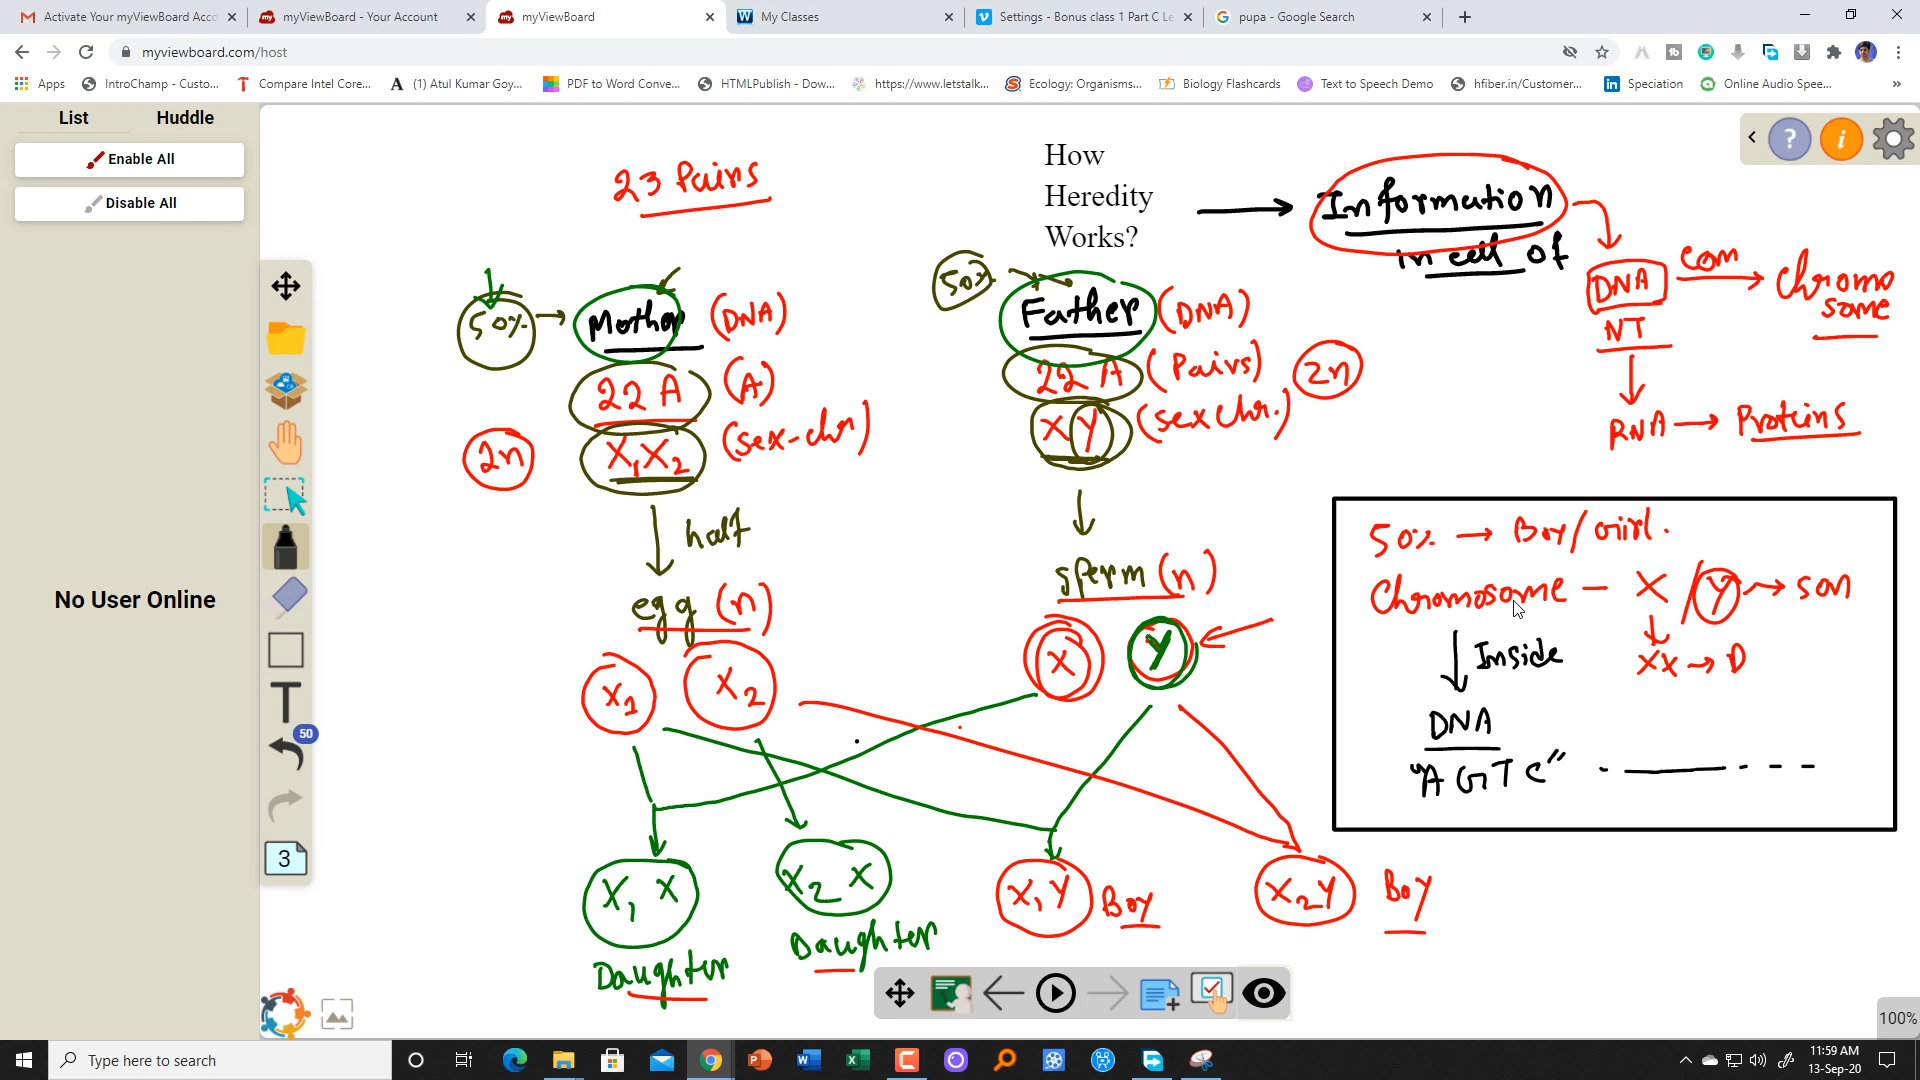 Activate Your myViewBoard Acco
myViewBoard - Your Account
myViewBoard
My Classes
Settings - Bonus class 1 Part C Le
pupa - Google Search
myviewboard.com/host
Apps
IntroChamp - Custo...
Compare Intel Core...
(1) Atul Kumar Goy...
PDF to Word Conve...
HTMLPublish - Dow...
https://www.letstalk...
Ecology: Organisms...
Biology Flashcards
Text to Speech Demo
hfiber.in/Customer...
Speciation
Online Audio Spee...
List
Huddle
Enable All
Disable All
No User Online
50
3
23 Pairs
How
Heredity
Works?
Information
in cell of
DNA
NT
com
Chromo
some
RNA → Proteins
50% → Mother (DNA)
22 A (A)
X1X2 (sex-chr)
2n
half
egg (n)
X1 X2
50%
Father (DNA)
22 A (Pairs) 2n
XY (sex chr.)
sperm (n)
X Y
X1 X
Daughter
X2 X
Daughter
X1Y Boy
X2Y Boy
50% → Boy/Girl.
Chromosome - X / Y → son
XX → D
Inside
DNA
"AGTC"
100%
Type here to search
11:59 AM
13-Sep-20